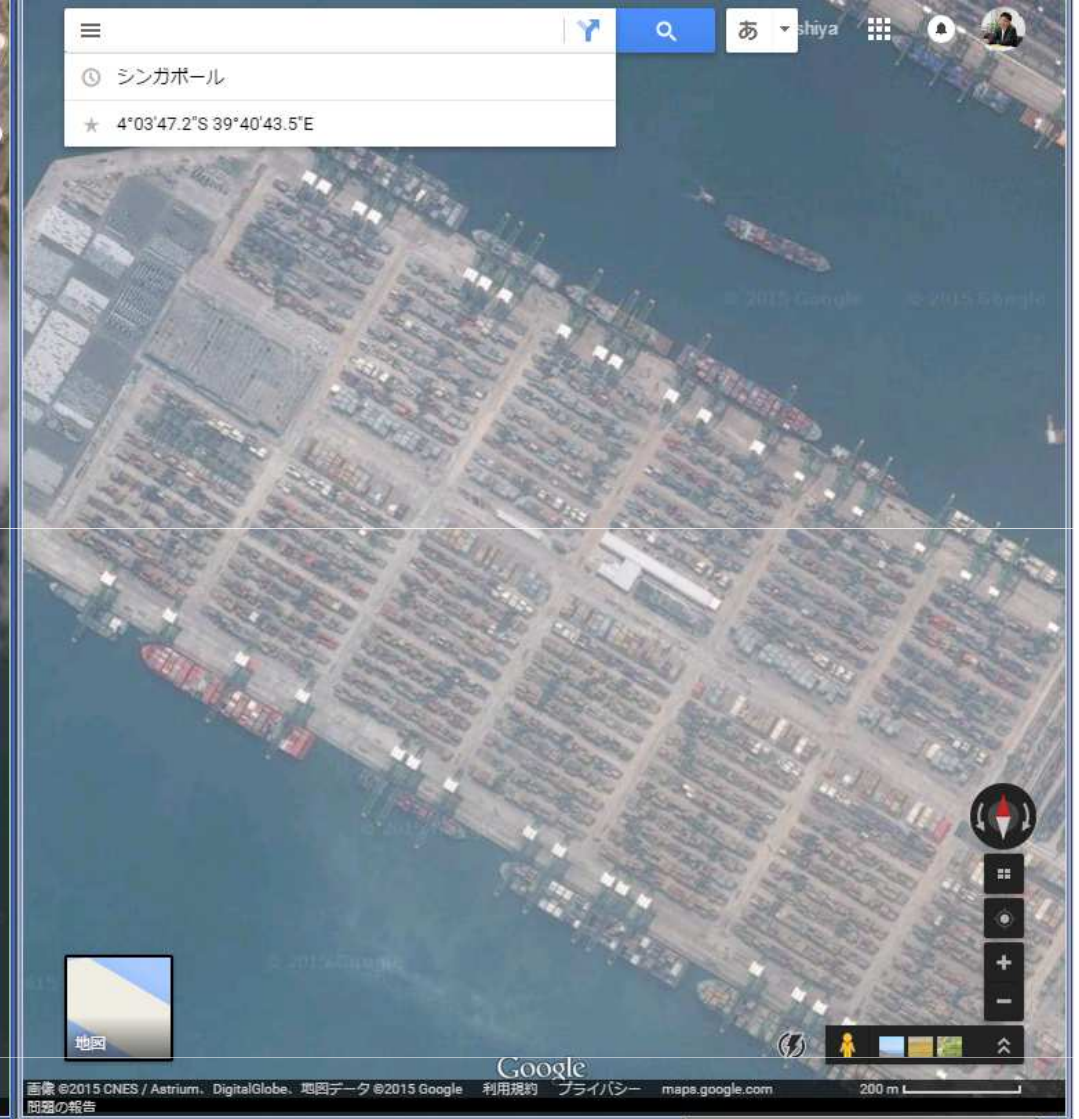 あ shiya
シンガポール
4°03'47.2"S 39°40'43.5"E
© 2015 Google © 2015 Google
© 2015 Google
地図
Google
画像 ©2015 CNES / Astrium、DigitalGlobe、地図データ ©2015 Google 利用規約 プライバシー maps.google.com 200 m
問題の報告